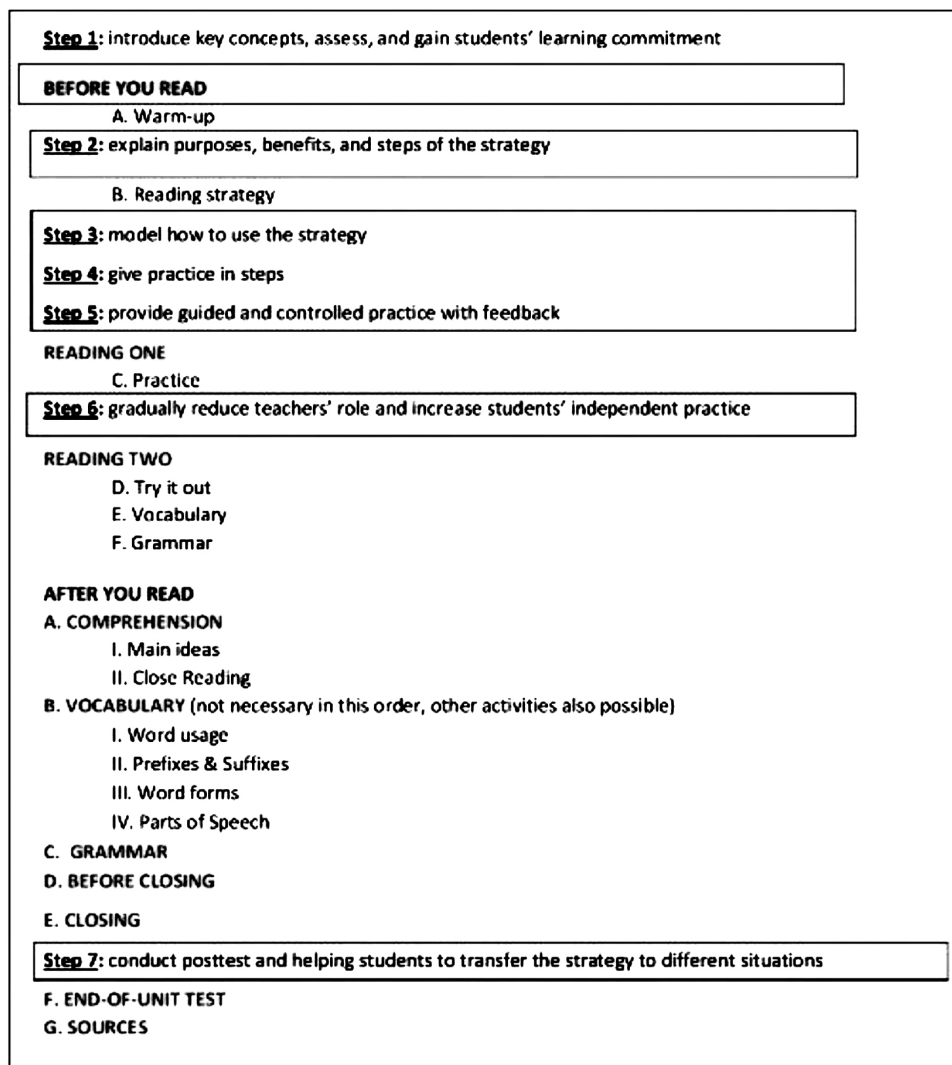 Step 1: introduce key concepts, assess, and gain students' learning commitment
BEFORE YOU READ
A. Warm-up
Step 2: explain purposes, benefits, and steps of the strategy
B. Reading strategy
Step 3: model how to use the strategy
Step 4: give practice in steps
Step 5: provide guided and controlled practice with feedback
READING ONE
C. Practice
Step 6: gradually reduce teachers' role and increase students' independent practice
READING TWO
D. Try it out
E. Vocabulary
F. Grammar
AFTER YOU READ
A. COMPREHENSION
I. Main ideas
II. Close Reading
B. VOCABULARY (not necessary in this order, other activities also possible)
I. Word usage
II. Prefixes & Suffixes
III. Word forms
IV. Parts of Speech
C. GRAMMAR
D. BEFORE CLOSING
E. CLOSING
Step 7: conduct posttest and helping students to transfer the strategy to different situations
F. END-OF-UNIT TEST
G. SOURCES